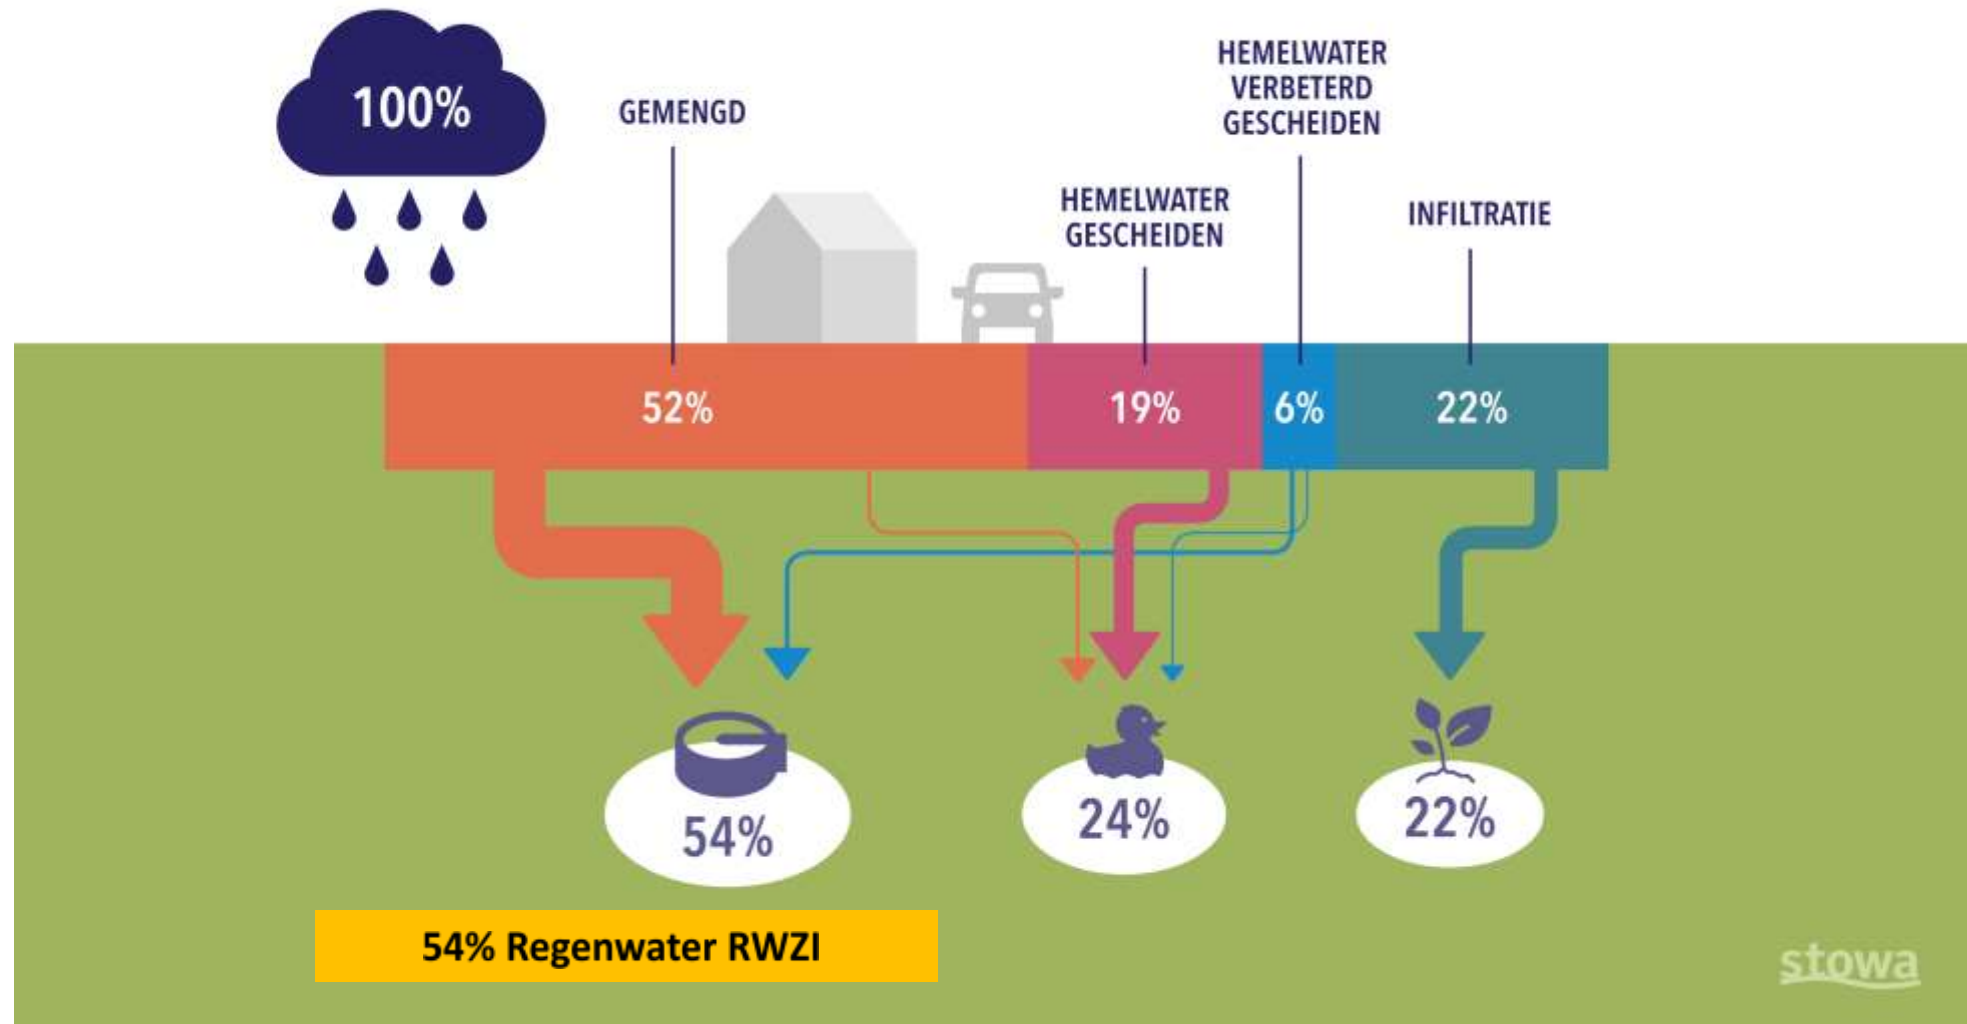 100%
GEMENGD
HEMELWATER
GESCHEIDEN
HEMELWATER
VERBETERD
GESCHEIDEN
INFILTRATIE
52%
19%
6%
22%
54%
24%
22%
54% Regenwater RWZI
stowa